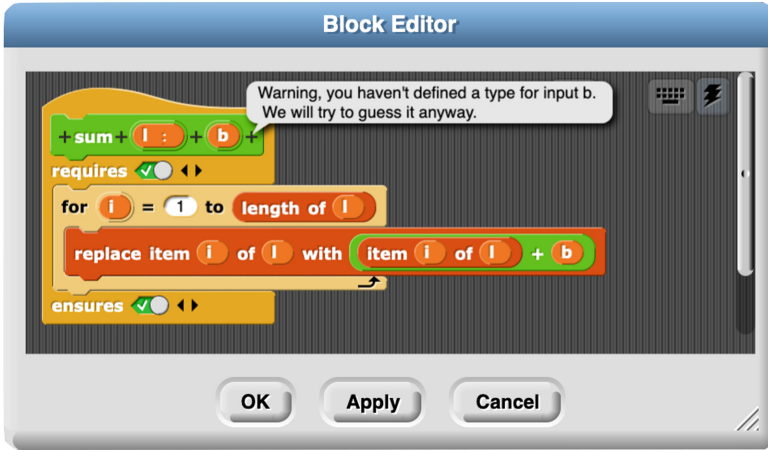 Block Editor
Warning, you haven't defined a type for input b.
We will try to guess it anyway.
+ sum + l : + b +
requires
for i = 1 to length of l
replace item i of l with item i of l + b
ensures
OK Apply Cancel